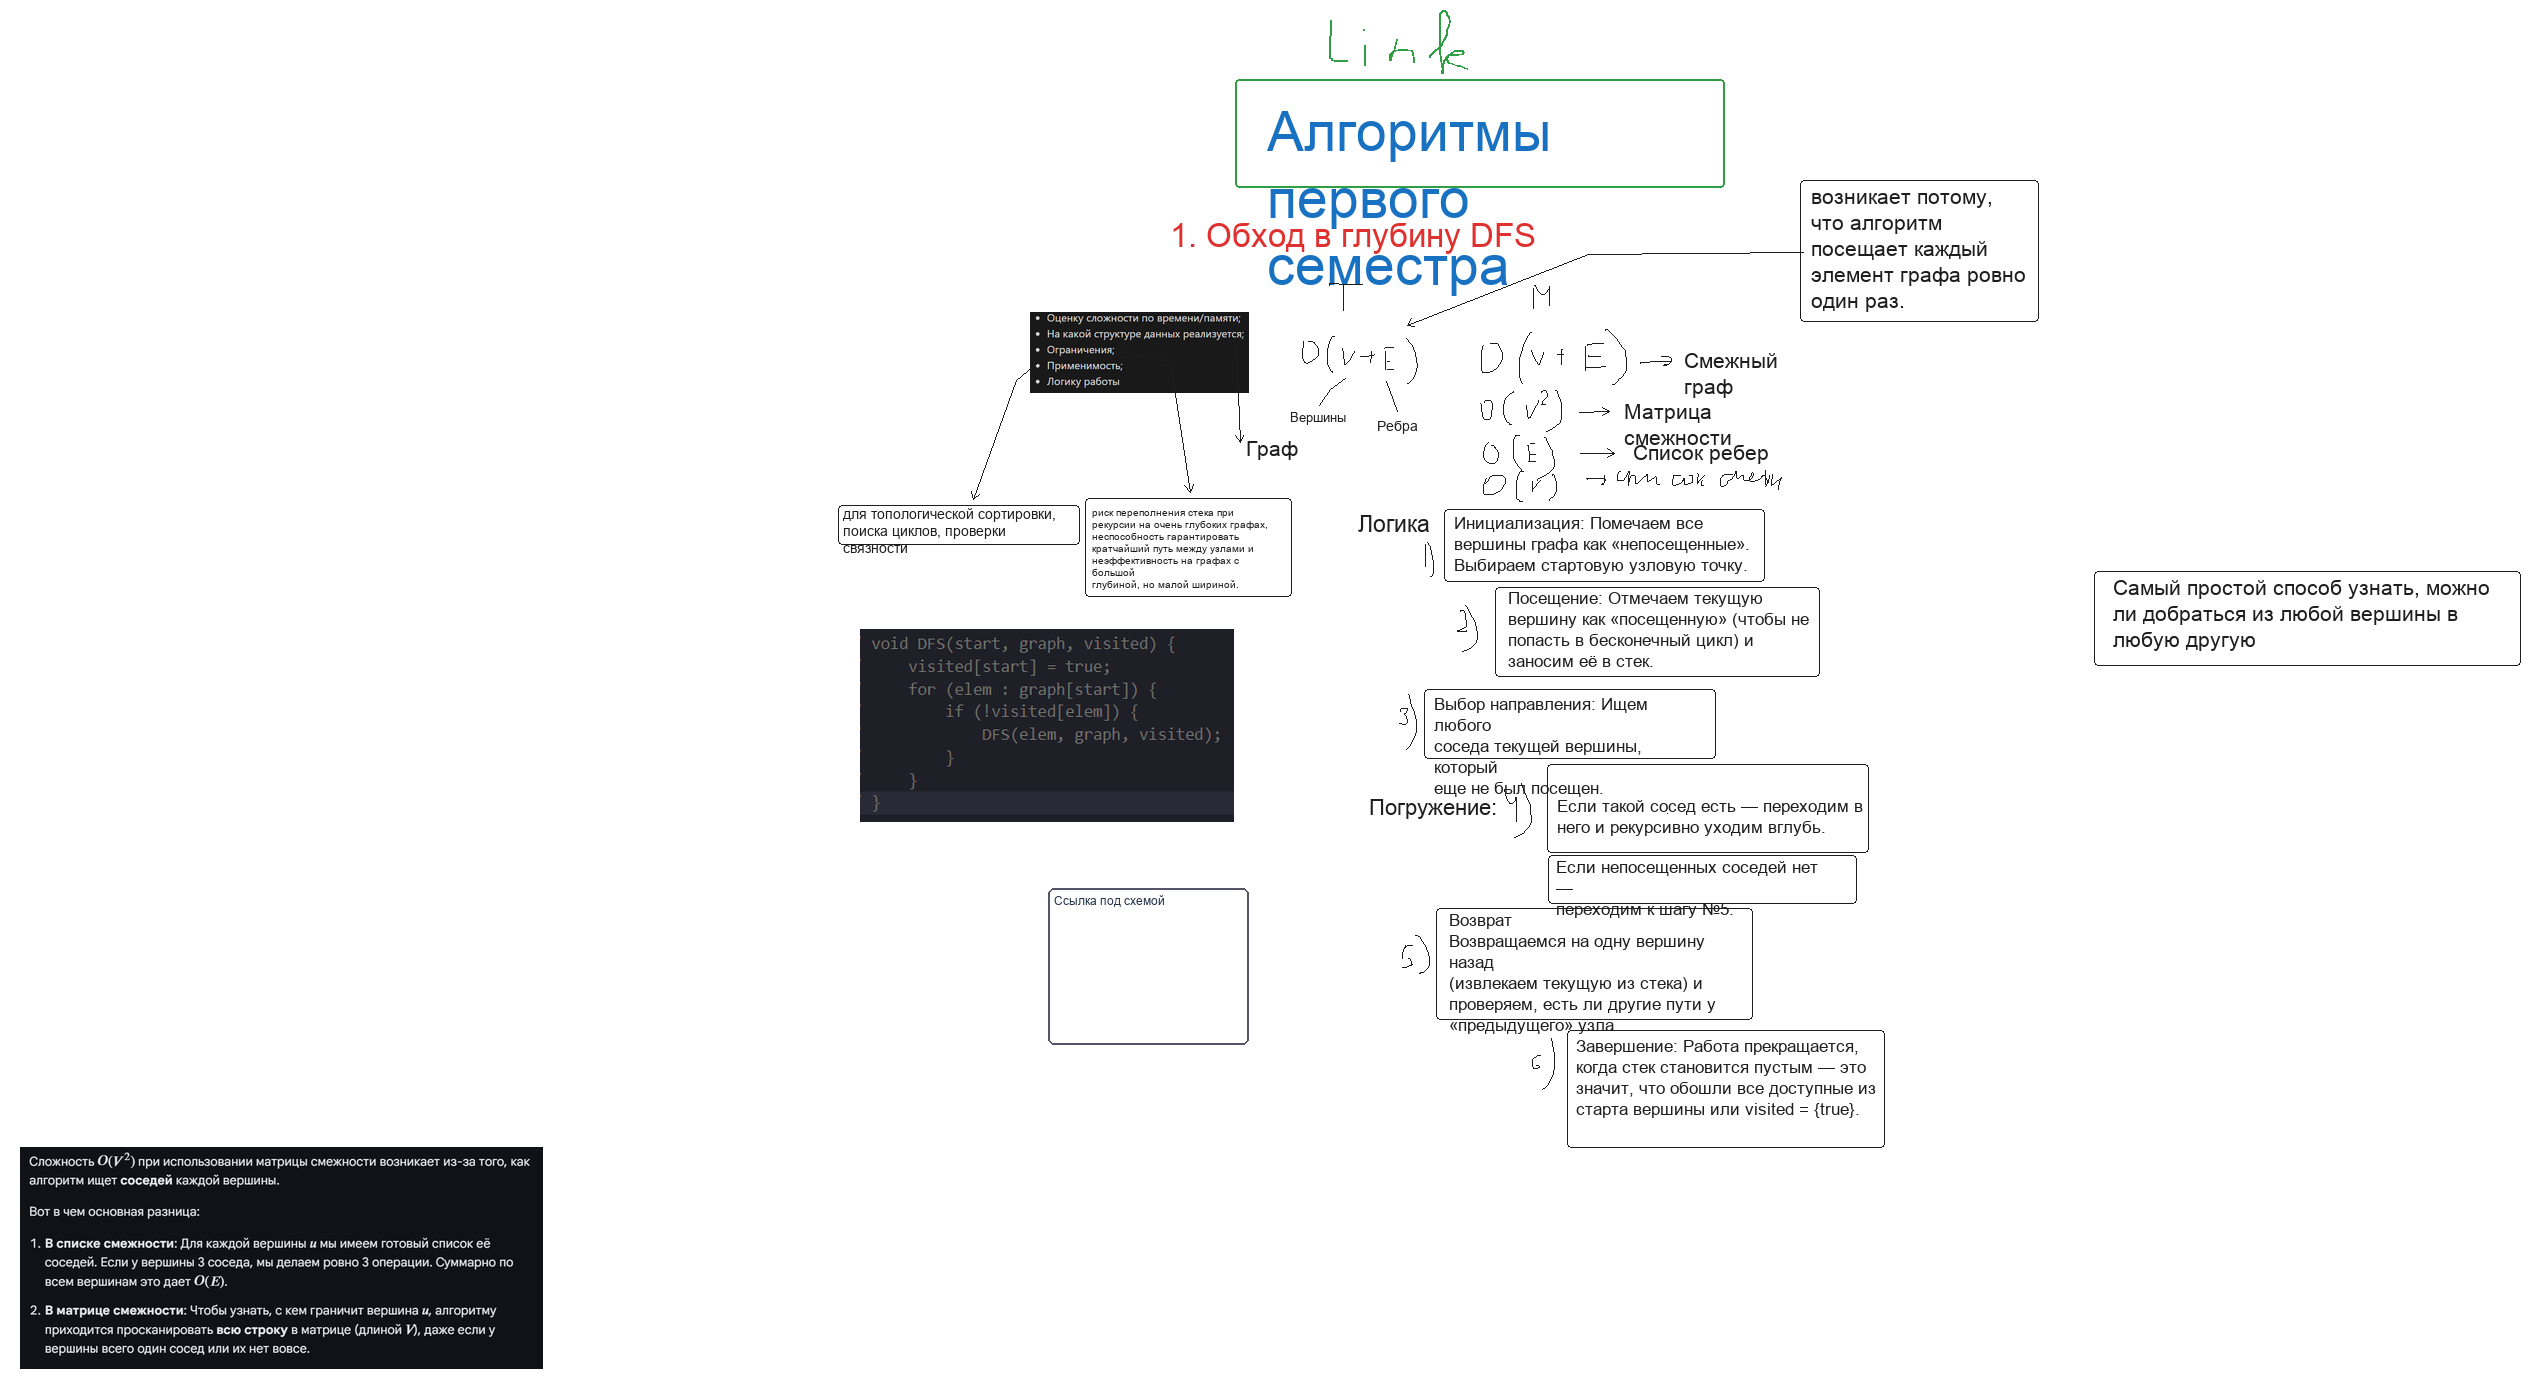 Link
Алгоритмы
первого
семестра
1. Обход в глубину DFS
возникает потому,
что алгоритм
посещает каждый
элемент графа ровно
один раз.
T
M
• Оценку сложности по времени/памяти;
• На какой структуре данных реализуется;
• Ограничения;
• Применимость;
• Логику работы
O(V+E)
Вершины
Ребра
O(V+E) → Смежный
граф
O(V²) → Матрица
смежности
O(E) → Список ребер
O(V) → список
Граф
для топологической сортировки,
поиска циклов, проверки
связности
риск переполнения стека при
рекурсии на очень глубоких графах,
неспособность гарантировать
кратчайший путь между узлами и
неэффективность на графах с
большой
глубиной, но малой шириной.
Логика
1)
Инициализация: Помечаем все
вершины графа как «непосещенные».
Выбираем стартовую узловую точку.
2)
Посещение: Отмечаем текущую
вершину как «посещенную» (чтобы не
попасть в бесконечный цикл) и
заносим её в стек.
Самый простой способ узнать, можно
ли добраться из любой вершины в
любую другую
void DFS(start, graph, visited) {
visited[start] = true;
for (elem : graph[start]) {
if (!visited[elem]) {
DFS(elem, graph, visited);
}
}
}
3)
Выбор направления: Ищем
любого
соседа текущей вершины,
который
еще не был посещен.
Погружение:
4)
Если такой сосед есть — переходим в
него и рекурсивно уходим вглубь.
Если непосещенных соседей нет
—
переходим к шагу №5.
Ссылка под схемой
5)
Возврат
Возвращаемся на одну вершину
назад
(извлекаем текущую из стека) и
проверяем, есть ли другие пути у
«предыдущего» узла
6)
Завершение: Работа прекращается,
когда стек становится пустым — это
значит, что обошли все доступные из
старта вершины или visited = {true}.
Сложность O(V²) при использовании матрицы смежности возникает из-за того, как
алгоритм ищет соседей каждой вершины.
Вот в чем основная разница:
1. В списке смежности: Для каждой вершины u мы имеем готовый список её
соседей. Если у вершины 3 соседа, мы делаем ровно 3 операции. Суммарно по
всем вершинам это дает O(E).
2. В матрице смежности: Чтобы узнать, с кем граничит вершина u, алгоритму
приходится просканировать всю строку в матрице (длиной V), даже если у
вершины всего один сосед или их нет вовсе.